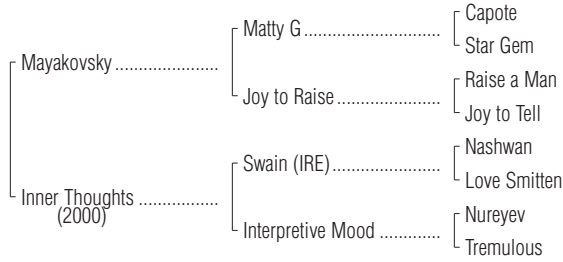 Capote
Matty G
Star Gem
Mayakovsky
Raise a Man
Joy to Raise
Joy to Tell
Nashwan
Swain (IRE)
Love Smitten
Inner Thoughts
(2000)
Nureyev
Interpretive Mood
Tremulous